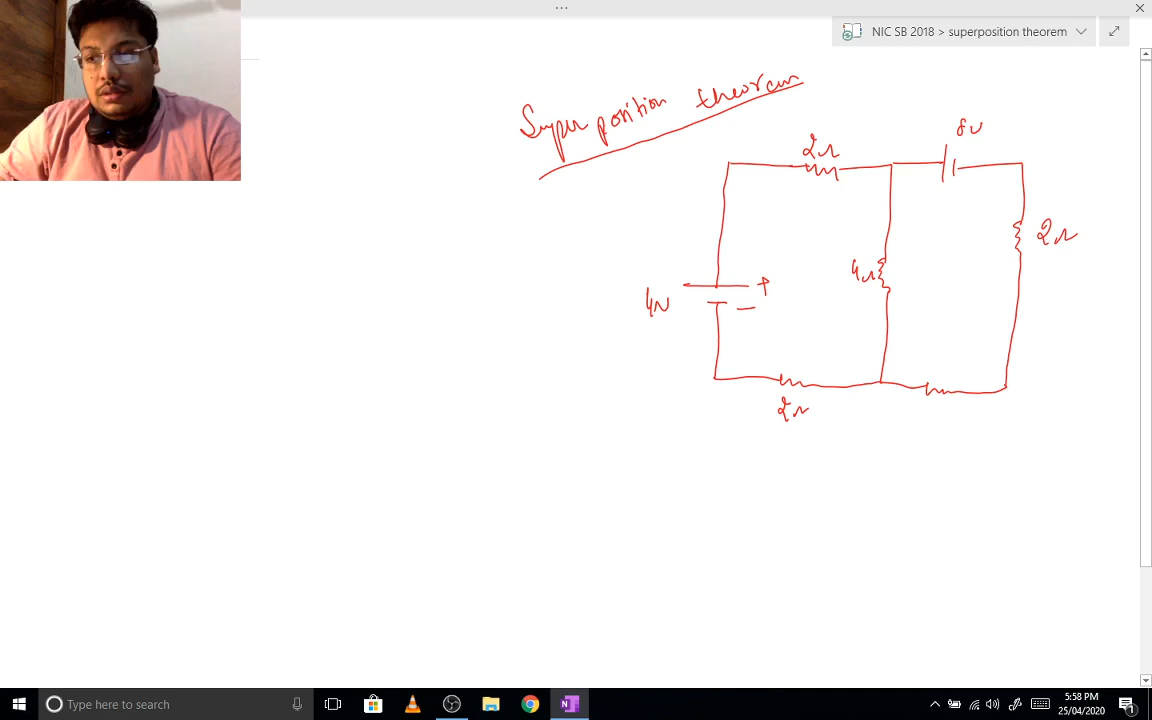 NIC SB 2018 > superposition theorem
Superposition theorem
2Ω
8V
2Ω
4Ω
4V
+
−
2Ω
Type here to search
5:58 PM
25/04/2020
1